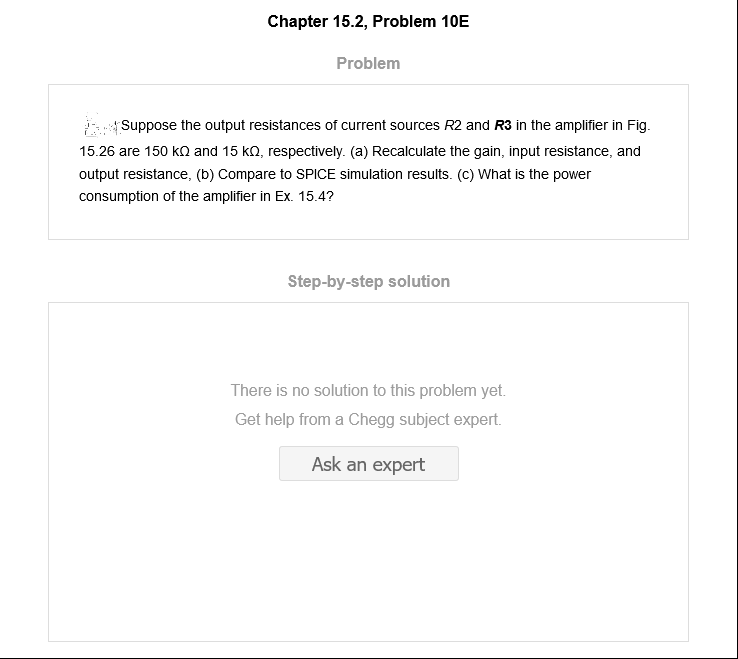 Chapter 15.2, Problem 10E
Problem
Suppose the output resistances of current sources R2 and R3 in the amplifier in Fig.
15.26 are 150 kΩ and 15 kΩ, respectively. (a) Recalculate the gain, input resistance, and
output resistance, (b) Compare to SPICE simulation results. (c) What is the power
consumption of the amplifier in Ex. 15.4?
Step-by-step solution
There is no solution to this problem yet.
Get help from a Chegg subject expert.
Ask an expert